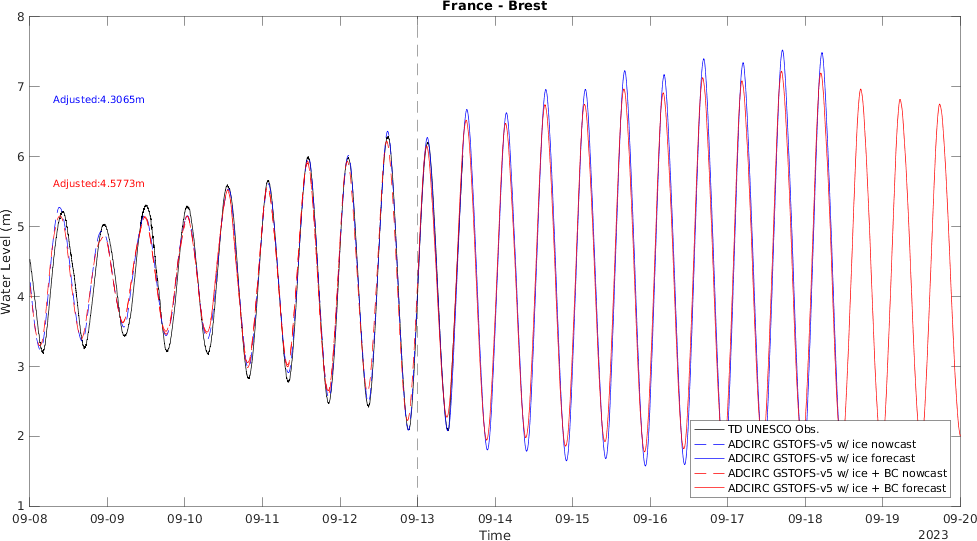 France - Brest
8
7
6
5
4
3
2
1
Water Level (m)
Adjusted:4.3065m
Adjusted:4.5773m
TD UNESCO Obs.
ADCIRC GSTOFS-v5 w/ ice nowcast
ADCIRC GSTOFS-v5 w/ ice forecast
ADCIRC GSTOFS-v5 w/ ice + BC nowcast
ADCIRC GSTOFS-v5 w/ ice + BC forecast
09-08 09-09 09-10 09-11 09-12 09-13 09-14 09-15 09-16 09-17 09-18 09-19 09-20
Time
2023